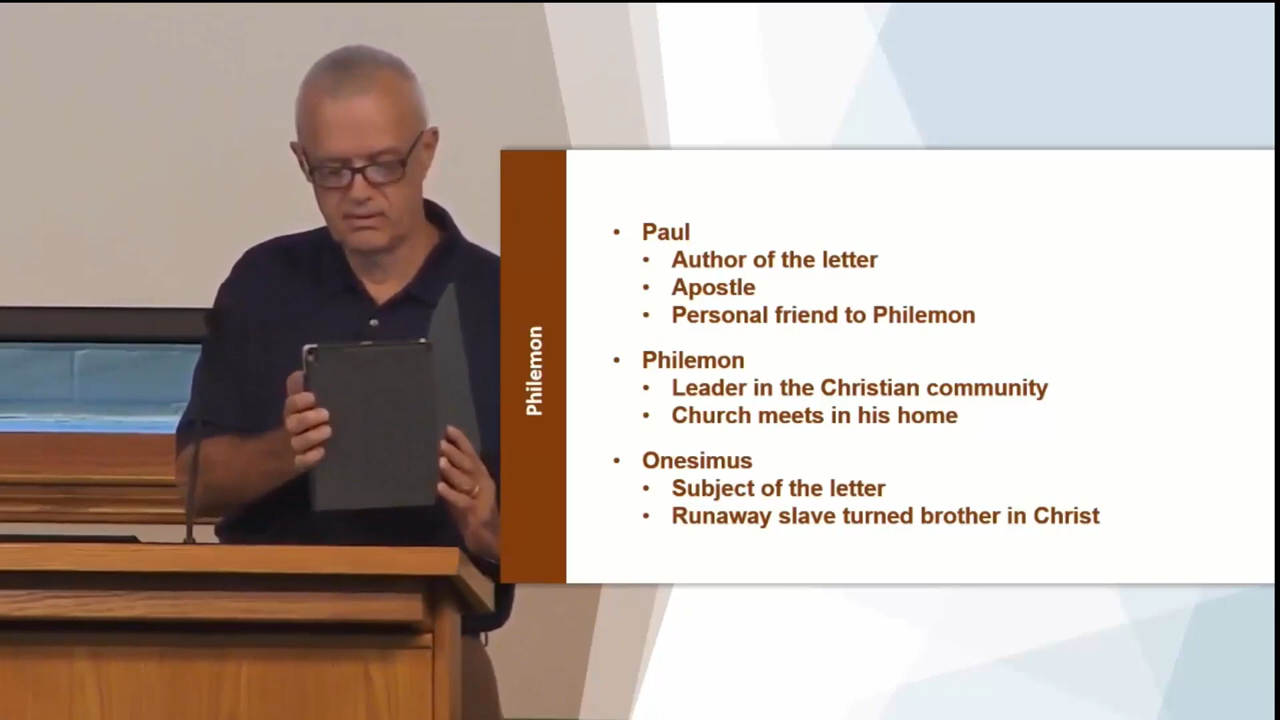 Philemon
• Paul
• Author of the letter
• Apostle
• Personal friend to Philemon
• Philemon
• Leader in the Christian community
• Church meets in his home
• Onesimus
• Subject of the letter
• Runaway slave turned brother in Christ